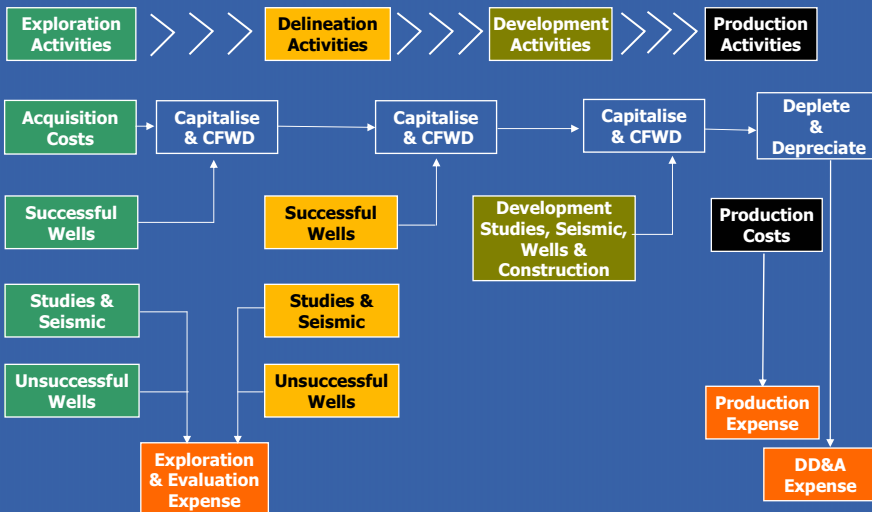 Exploration
Activities
Delineation
Activities
Development
Activities
Production
Activities
Acquisition
Costs
Capitalise
& CFWD
Capitalise
& CFWD
Capitalise
& CFWD
Deplete
&
Depreciate
Successful
Wells
Successful
Wells
Development
Studies, Seismic,
Wells &
Construction
Production
Costs
Studies &
Seismic
Studies &
Seismic
Unsuccessful
Wells
Unsuccessful
Wells
Production
Expense
Exploration
& Evaluation
Expense
DD&A
Expense